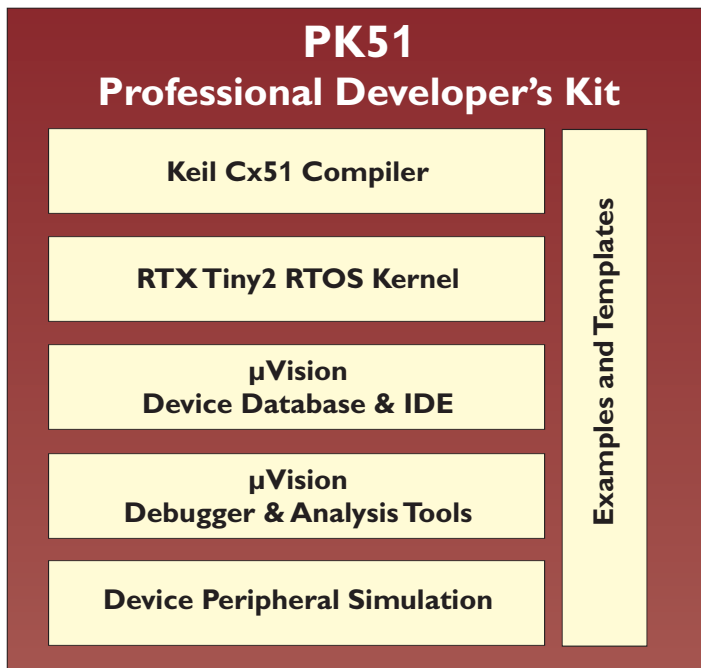 PK51
Professional Developer’s Kit
Keil Cx51 Compiler
RTX Tiny2 RTOS Kernel
µVision
Device Database & IDE
µVision
Debugger & Analysis Tools
Device Peripheral Simulation
Examples and Templates